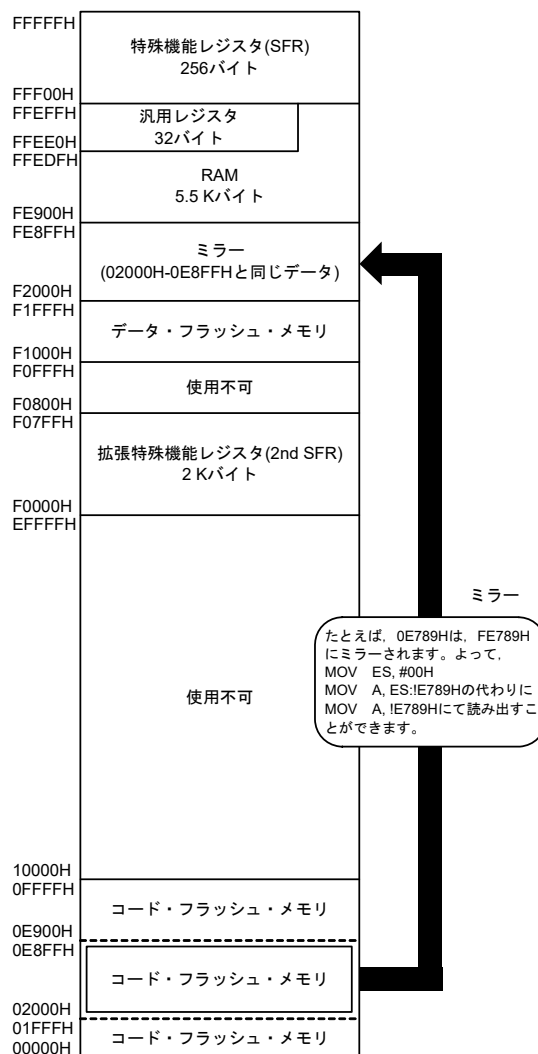 FFFFFH
特殊機能レジスタ(SFR)
256バイト
FFF00H
FFEFFH
汎用レジスタ
32バイト
FFEE0H
FFEDFH
RAM
5.5 Kバイト
FE900H
FE8FFH
ミラー
(02000H-0E8FFHと同じデータ)
F2000H
F1FFFH
データ・フラッシュ・メモリ
F1000H
F0FFFH
使用不可
F0800H
F07FFH
拡張特殊機能レジスタ(2nd SFR)
2 Kバイト
F0000H
EFFFFH
ミラー
たとえば，0E789Hは，FE789H
にミラーされます。よって，
MOV ES, #00H
MOV A, ES:!E789Hの代わりに
MOV A, !E789Hにて読み出すこ
とができます。
使用不可
10000H
0FFFFH
コード・フラッシュ・メモリ
0E900H
0E8FFH
コード・フラッシュ・メモリ
02000H
01FFFH
コード・フラッシュ・メモリ
00000H